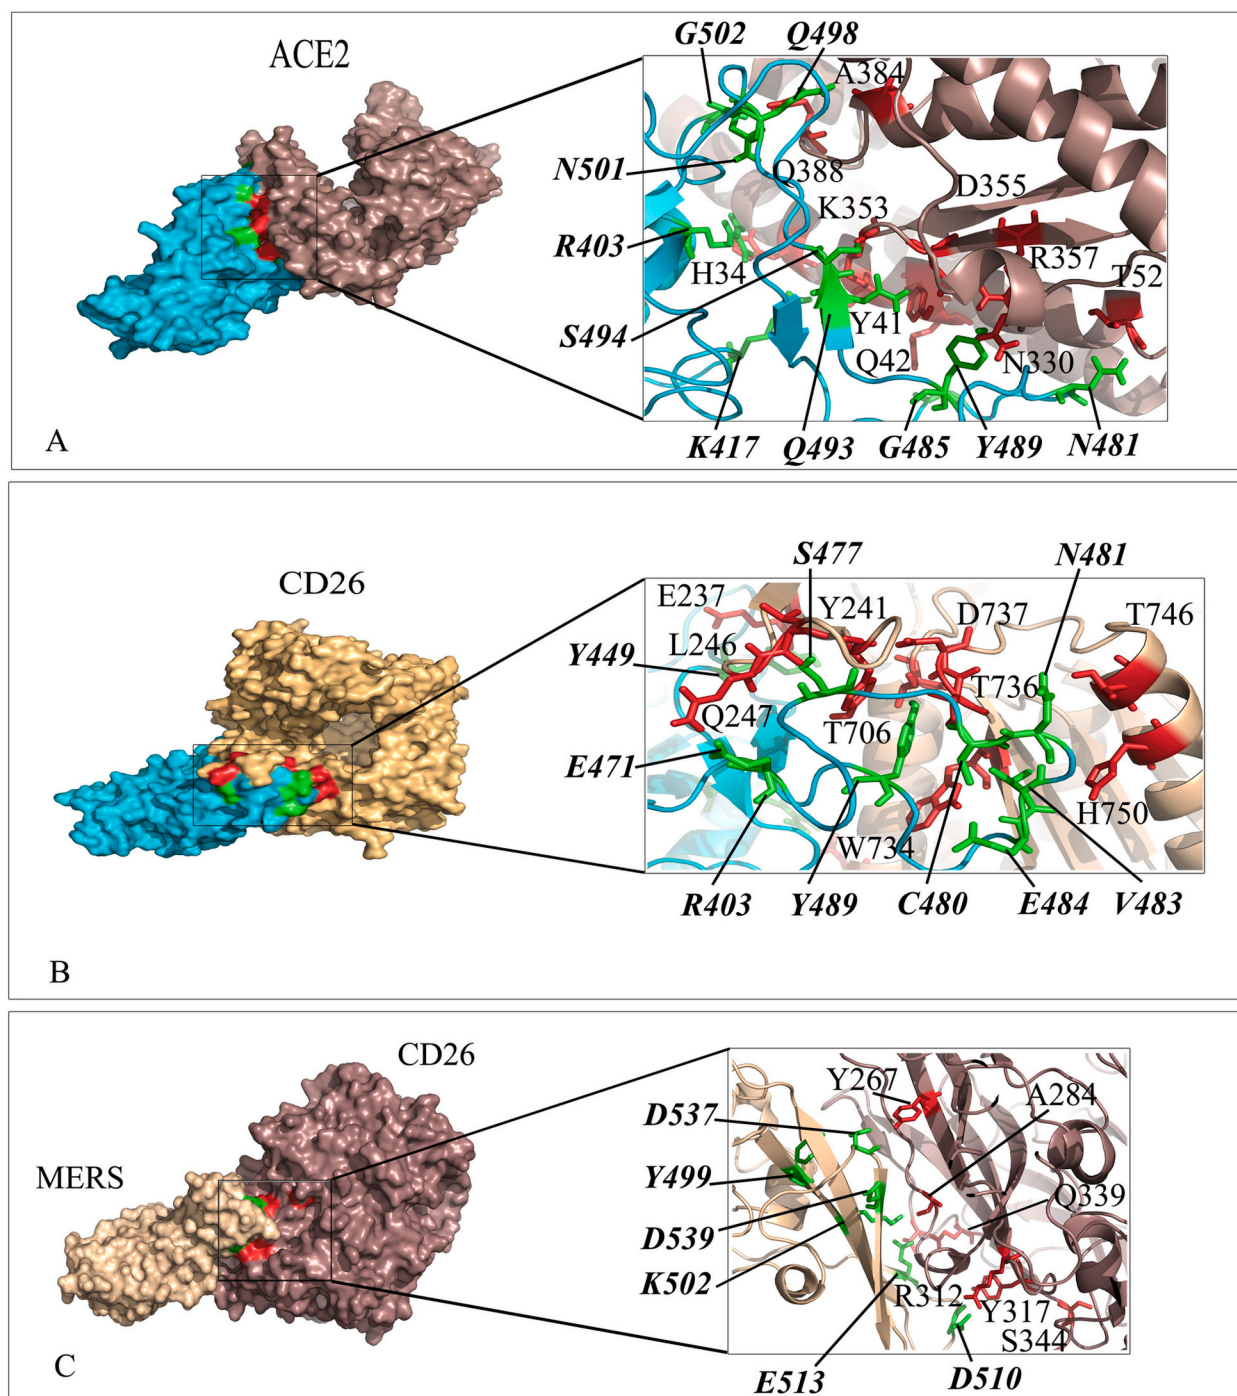 ACE2
G502 Q498
A384
N501
Q388
D355
K353
R403
H34
R357
T52
S494
Y41
Q42
N330
K417 Q493 G485 Y489 N481
A
CD26
S477 N481
E237
Y241
D737
T746
L246
Y449
T736
Q247
T706
E471
H750
W734
R403 Y489 C480 E484 V483
B
CD26
MERS
Y267
A284
D537
Y499
Q339
D539
K502
R312
Y317
S344
E513 D510
C